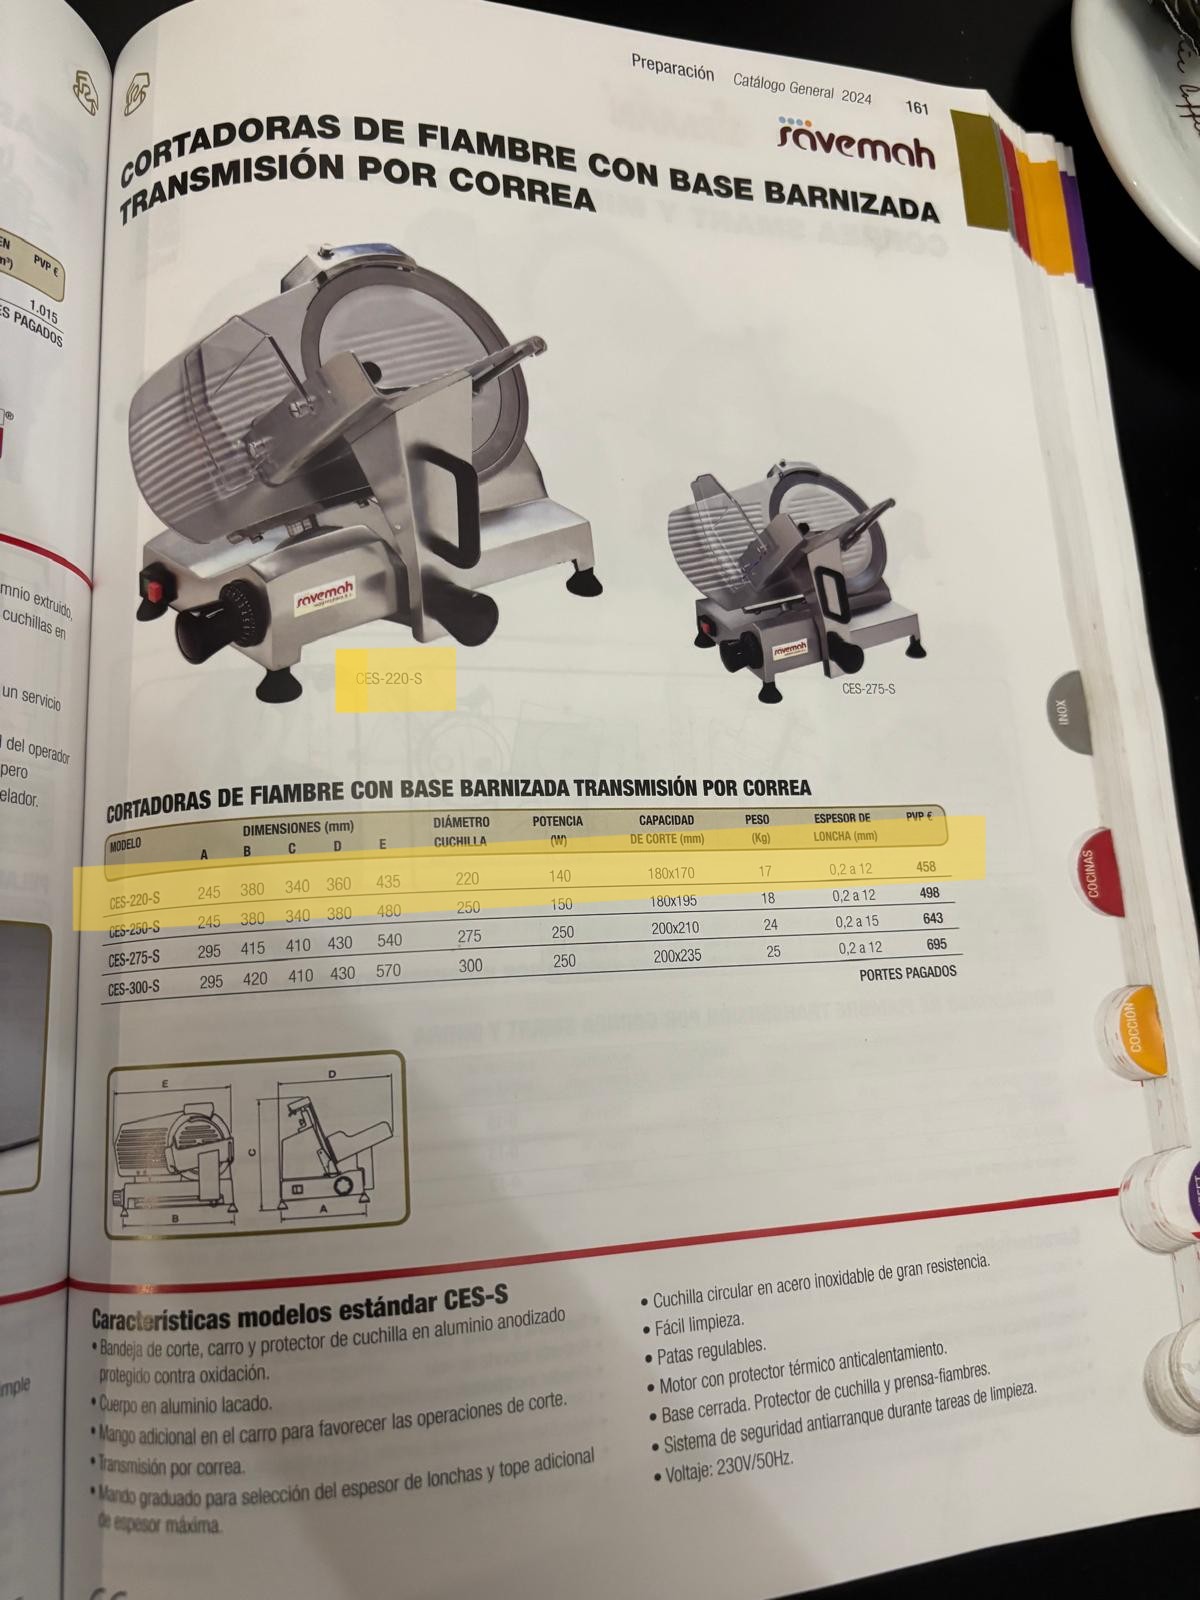 Preparación Catálogo General 2024 161
savemah
CORTADORAS DE FIAMBRE CON BASE BARNIZADA
TRANSMISIÓN POR CORREA
PVP €
1.015
PAGADOS
extruido,
cuchillas en
un servicio
del operador
pero
savemah
CES-220-S
savemah
CES-275-S
INOX
COCINAS
COCCIÓN
CORTADORAS DE FIAMBRE CON BASE BARNIZADA TRANSMISIÓN POR CORREA
MODELO DIMENSIONES (mm) DIÁMETRO CUCHILLA POTENCIA (W) CAPACIDAD DE CORTE (mm) PESO (Kg) ESPESOR DE LONCHA (mm) PVP €
A B C D E
CES-220-S 245 380 340 360 435 220 140 180x170 17 0,2 a 12 458
CES-250-S 245 380 340 380 480 250 150 180x195 18 0,2 a 12 498
CES-275-S 295 415 410 430 540 275 250 200x210 24 0,2 a 15 643
CES-300-S 295 420 410 430 570 300 250 200x235 25 0,2 a 12 695
PORTES PAGADOS
E
D
C
B
A
Características modelos estándar CES-S
• Bandeja de corte, carro y protector de cuchilla en aluminio anodizado
protegido contra oxidación.
• Cuerpo en aluminio lacado.
• Mango adicional en el carro para favorecer las operaciones de corte.
• Transmisión por correa.
• Mando graduado para selección del espesor de lonchas y tope adicional
de espesor máxima.
• Cuchilla circular en acero inoxidable de gran resistencia.
• Fácil limpieza.
• Patas regulables.
• Motor con protector térmico anticalentamiento.
• Base cerrada. Protector de cuchilla y prensa-fiambres.
• Sistema de seguridad antiarranque durante tareas de limpieza.
• Voltaje: 230V/50Hz.